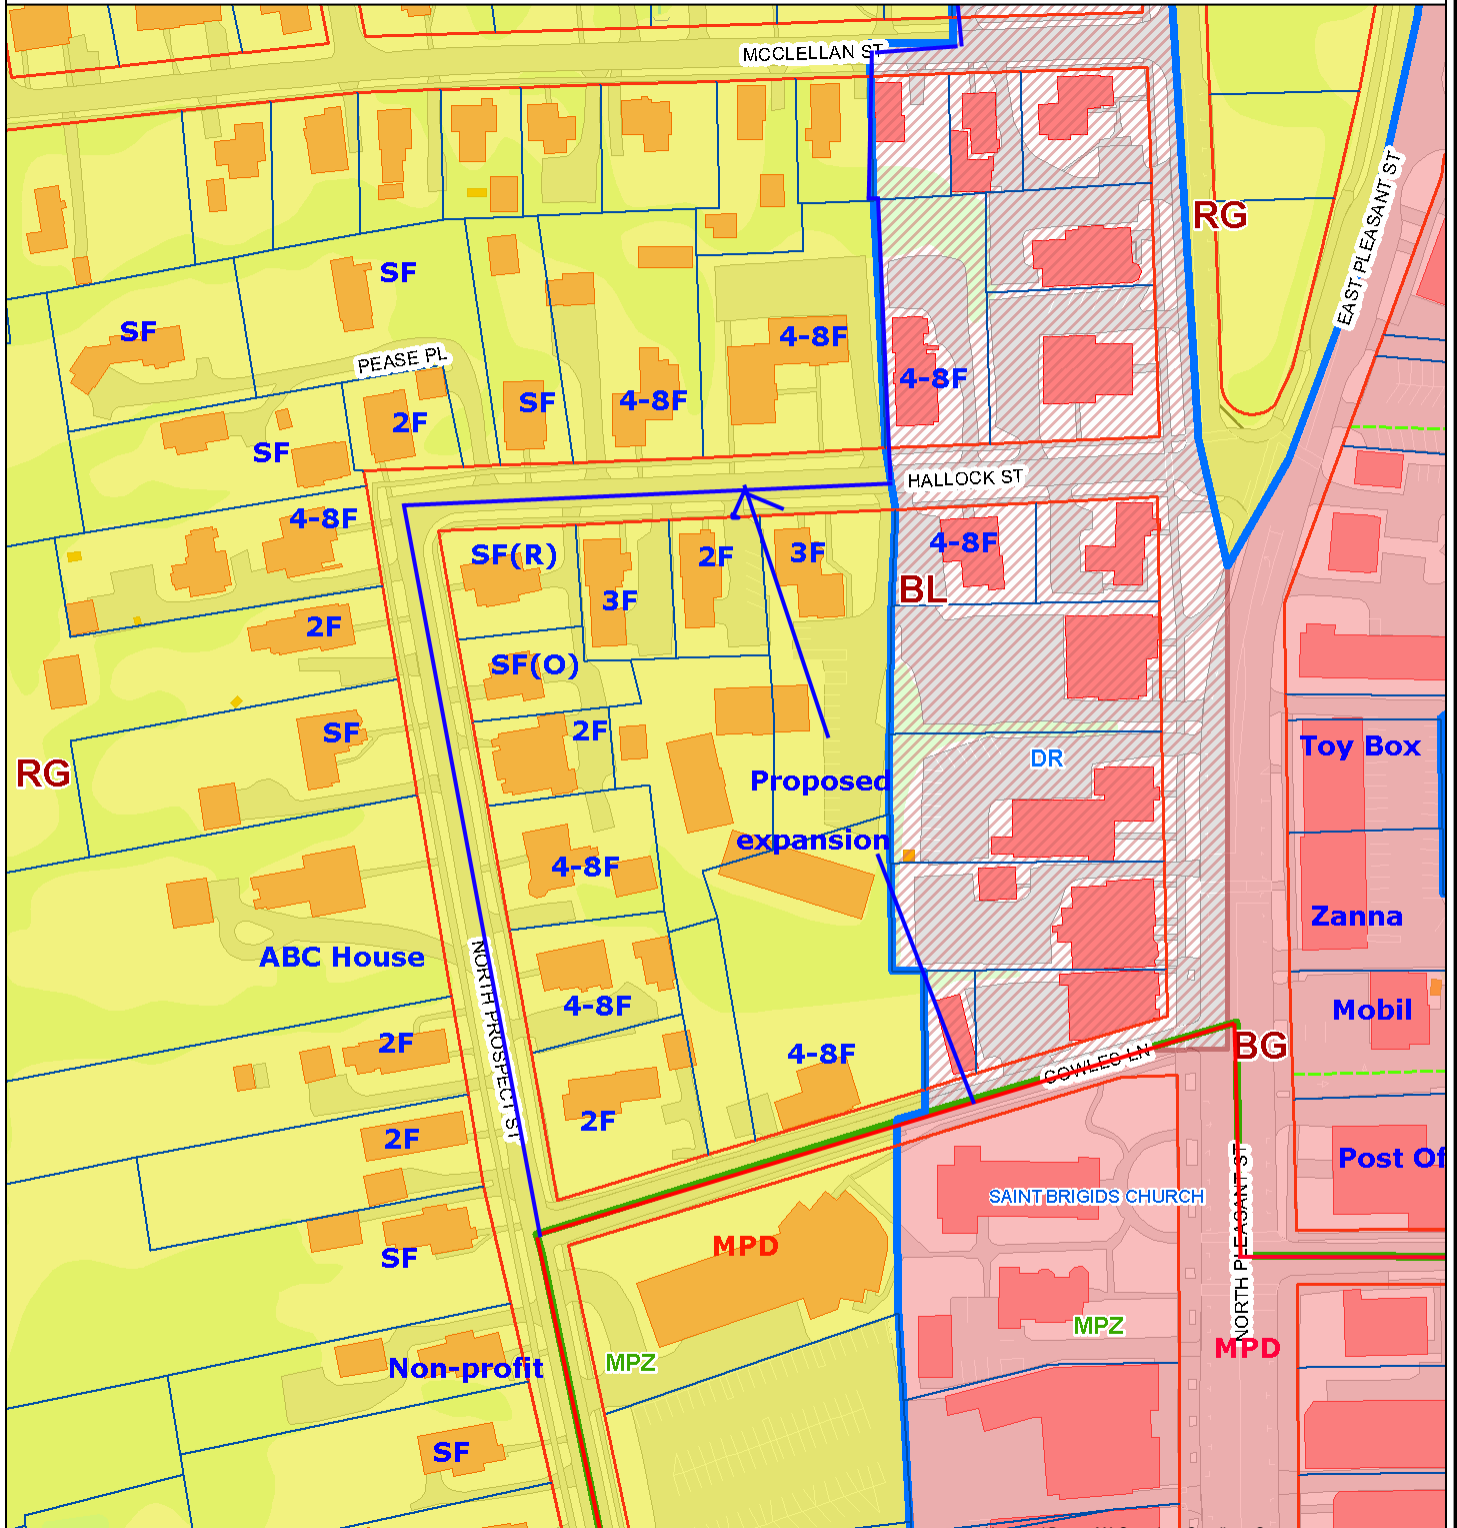 MCCLELLAN ST
RG
EAST PLEASANT ST
SF
SF
4-8F
PEASE PL
4-8F
SF
4-8F
2F
SF
HALLOCK ST
4-8F
SF(R)
2F
3F
4-8F
BL
3F
2F
SF(O)
SF
2F
Toy Box
DR
RG
Proposed
expansion
4-8F
Zanna
ABC House
NORTH PROSPECT ST
4-8F
Mobil
2F
4-8F
BG
COWLES LN
2F
2F
Post Of
SAINT BRIGIDS CHURCH
NORTH PLEASANT ST
SF
MPD
MPZ
MPD
Non-profit
MPZ
SF